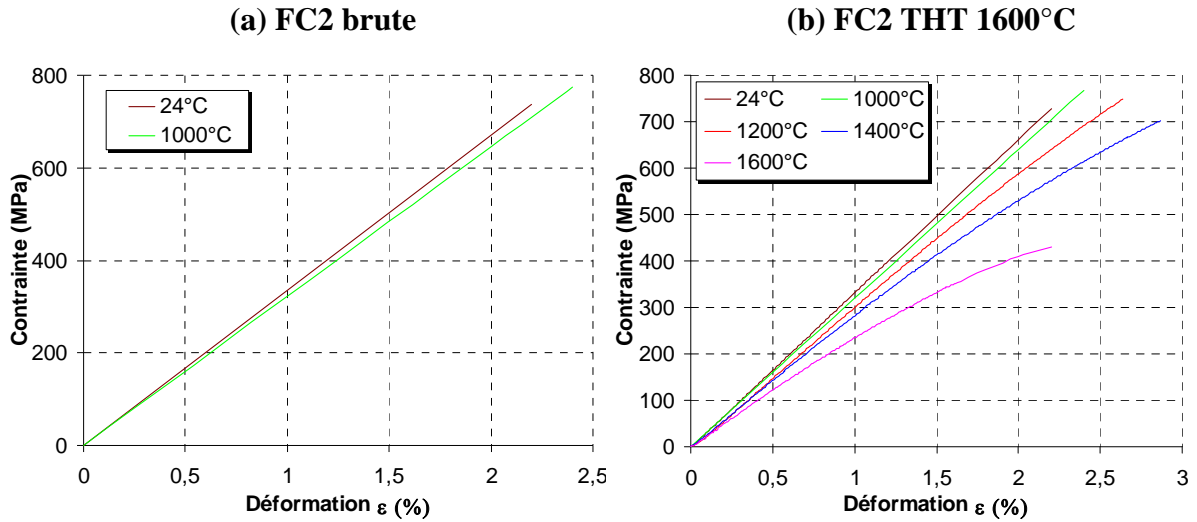 (a) FC2 brute
(b) FC2 THT 1600°C
Contrainte (MPa)
800
600
400
200
0
24°C
1000°C
0 0,5 1 1,5 2 2,5
Déformation ε (%)
Contrainte (MPa)
800
700
600
500
400
300
200
100
0
24°C 1000°C
1200°C 1400°C
1600°C
0 0,5 1 1,5 2 2,5 3
Déformation ε (%)